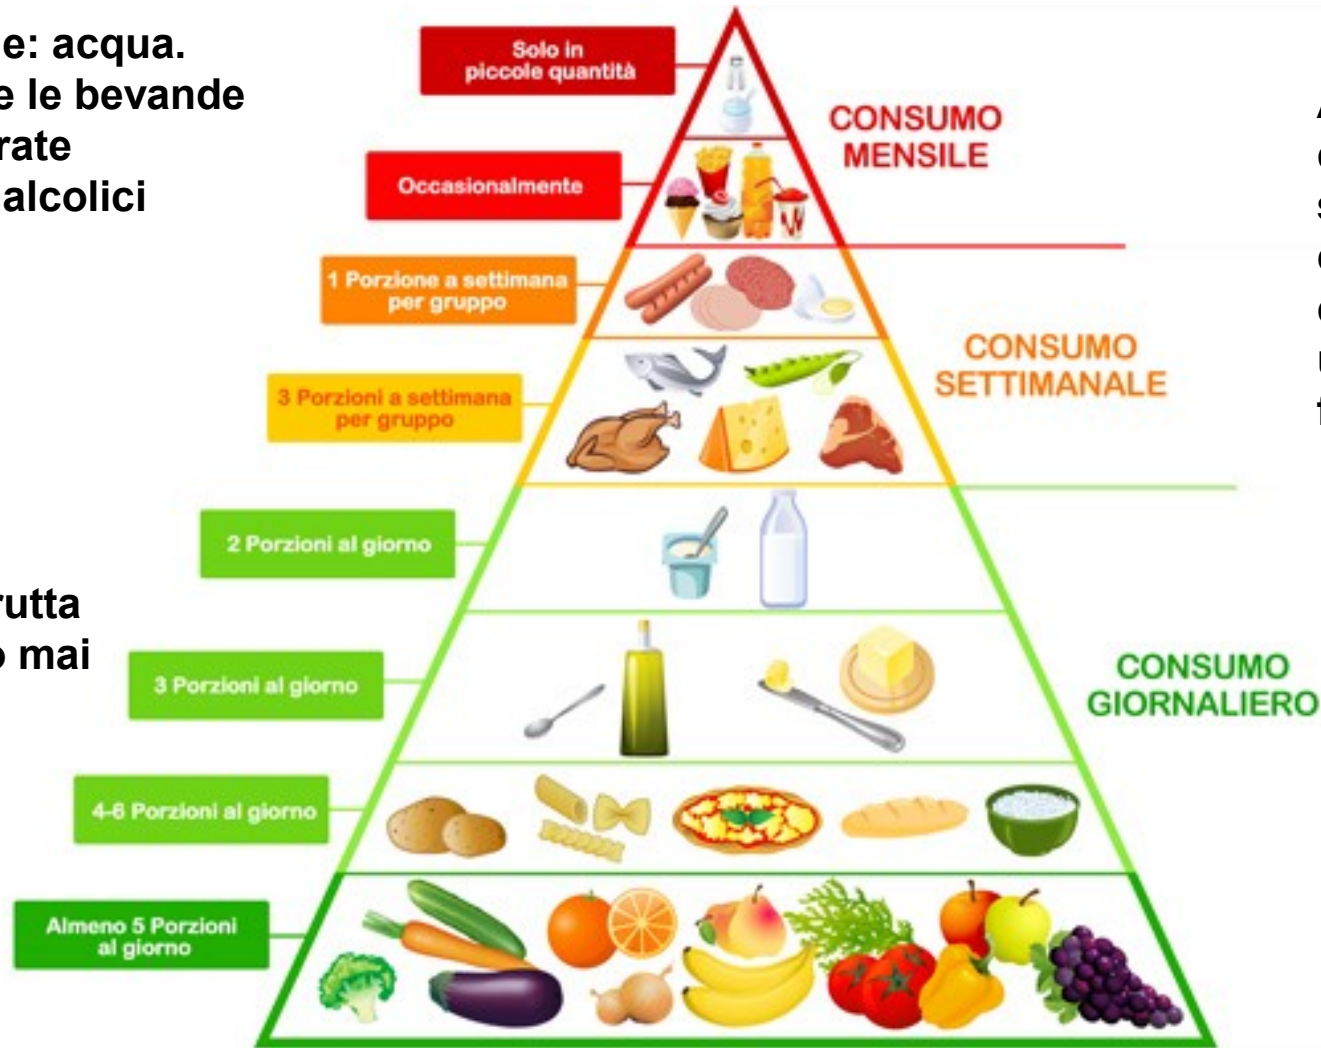 e: acqua.
e le bevande
rate
alcolici
rutta
o mai
Solo in
piccole quantità
Occasionalmente
1 Porzione a settimana
per gruppo
3 Porzioni a settimana
per gruppo
2 Porzioni al giorno
3 Porzioni al giorno
4-6 Porzioni al giorno
Almeno 5 Porzioni
al giorno
CONSUMO
MENSILE
CONSUMO
SETTIMANALE
CONSUMO
GIORNALIERO